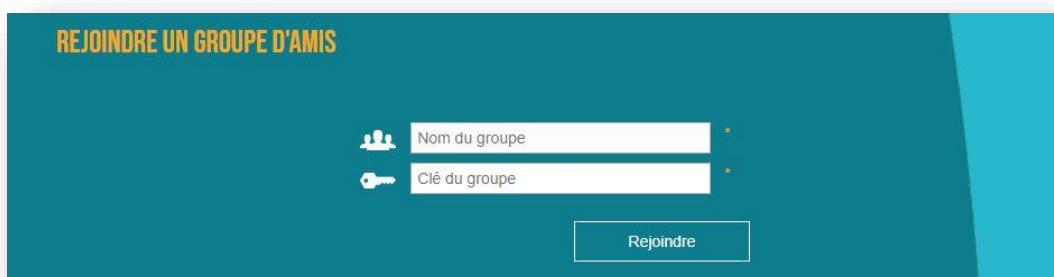 REJOINDRE UN GROUPE D'AMIS
Nom du groupe *
Clé du groupe *
Rejoindre